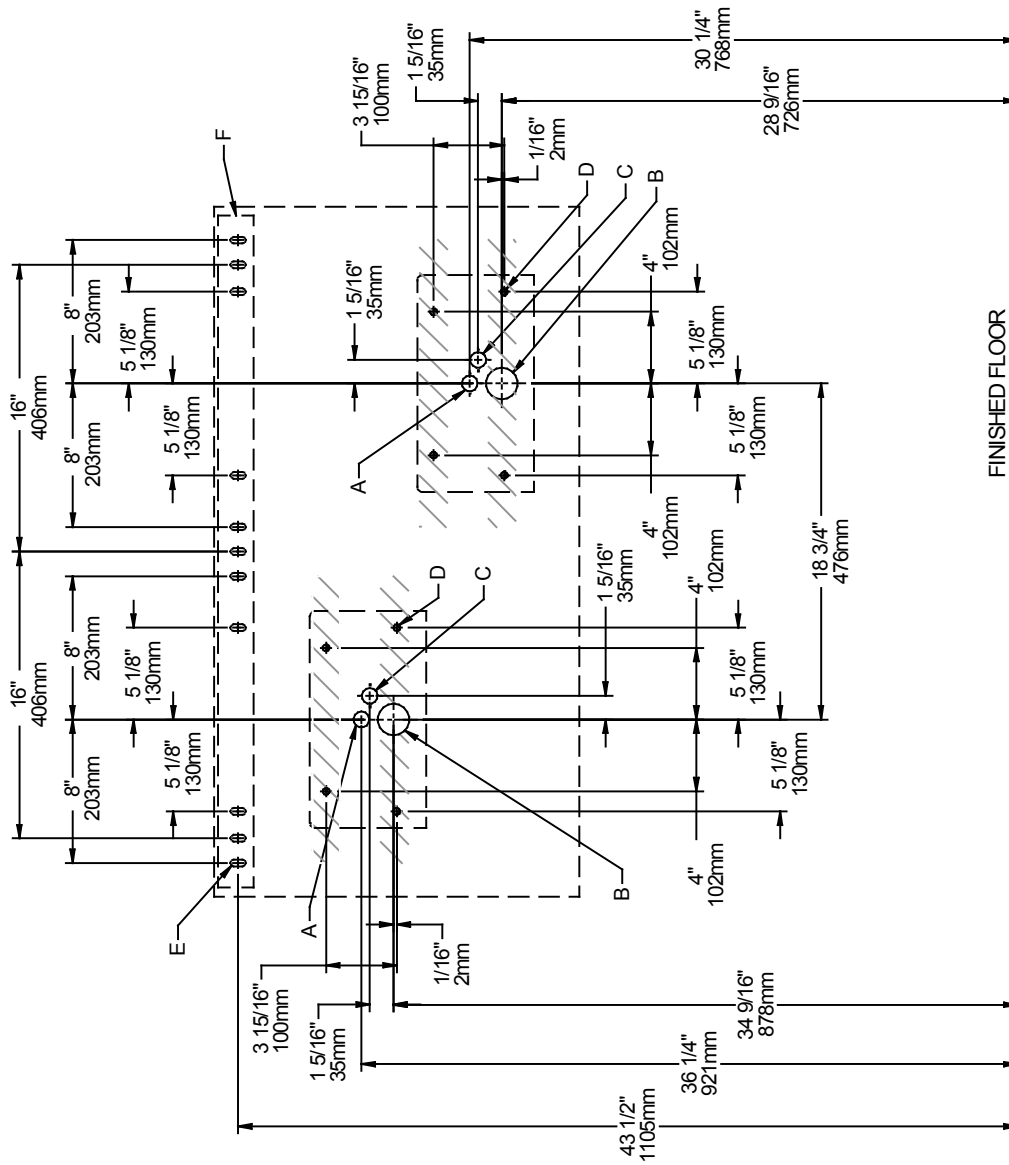 16"
406mm
16"
406mm
8"
203mm
8"
203mm
8"
203mm
8"
203mm
5 1/8"
130mm
5 1/8"
130mm
5 1/8"
130mm
5 1/8"
130mm
E
F
A
D
C
B
1 5/16"
35mm
A
D
C
B
3 15/16"
100mm
1 5/16"
35mm
1/16"
2mm
3 15/16"
100mm
1 5/16"
35mm
1/16"
2mm
30 1/4"
768mm
28 9/16"
726mm
43 1/2"
1105mm
36 1/4"
921mm
34 9/16"
878mm
1 5/16"
35mm
4"
102mm
4"
102mm
4"
102mm
4"
102mm
5 1/8"
130mm
5 1/8"
130mm
5 1/8"
130mm
5 1/8"
130mm
18 3/4"
476mm
FINISHED FLOOR